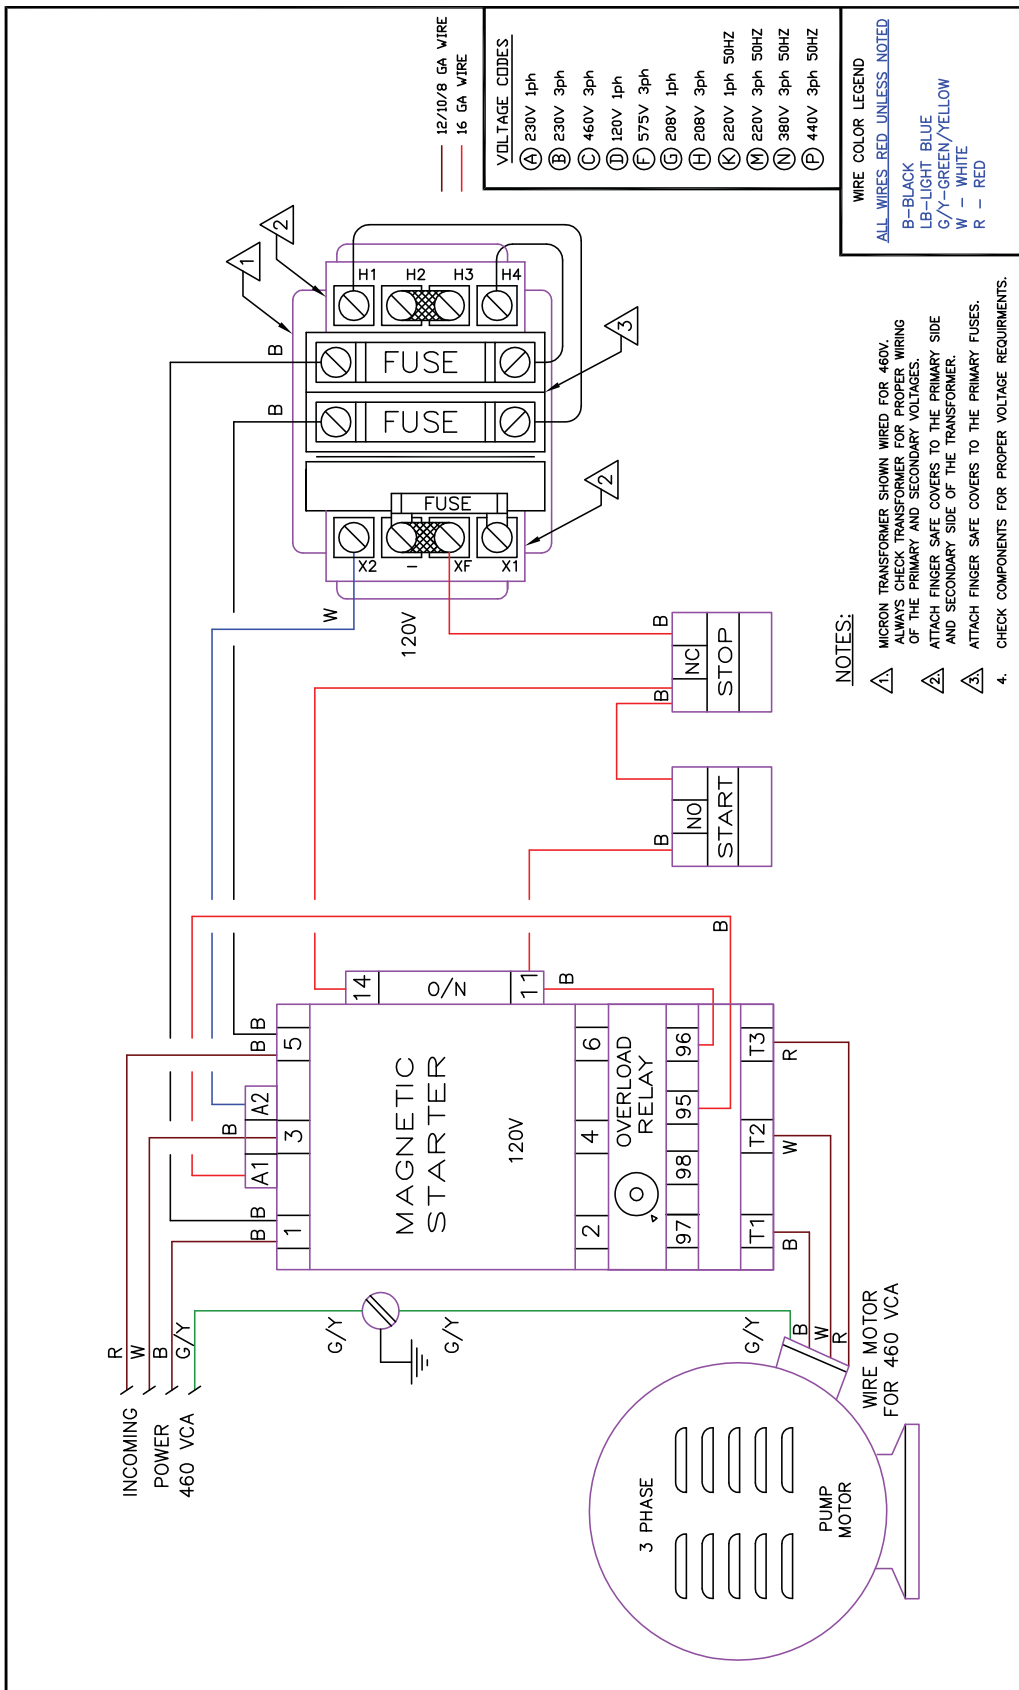 12/10/8 GA WIRE
16 GA WIRE
VOLTAGE CODES
A 230V 1ph
B 230V 3ph
C 460V 3ph
D 120V 1ph
F 575V 3ph
G 208V 1ph
H 208V 3ph
K 220V 1ph 50HZ
M 220V 3ph 50HZ
N 380V 3ph 50HZ
P 440V 3ph 50HZ
WIRE COLOR LEGEND
ALL WIRES RED UNLESS NOTED
B-BLACK
LB-LIGHT BLUE
G/Y-GREEN/YELLOW
W - WHITE
R - RED
NOTES:
1. MICRON TRANSFORMER SHOWN WIRED FOR 460V.
ALWAYS CHECK TRANSFORMER FOR PROPER WIRING
OF THE PRIMARY AND SECONDARY VOLTAGES.
2. ATTACH FINGER SAFE COVERS TO THE PRIMARY SIDE
AND SECONDARY SIDE OF THE TRANSFORMER.
3. ATTACH FINGER SAFE COVERS TO THE PRIMARY FUSES.
4. CHECK COMPONENTS FOR PROPER VOLTAGE REQUIRMENTS.
1
2
H1 H2 H3 H4
B
FUSE
3
B
FUSE
FUSE
2
X2 - XF X1
W
120V
B
NC
B
STOP
NO
B
START
B
14 O/N 11
B
B
B
5
A2
B
3
A1
B
B
1
MAGNETIC
STARTER
120V
6
4
2
OVERLOAD
RELAY
96
95
98
97
T3
T2
T1
R
W
B
R
W
B
G/Y
INCOMING
POWER
460 VCA
G/Y
G/Y
G/Y
B
W
R
WIRE MOTOR
FOR 460 VCA
3 PHASE
PUMP
MOTOR